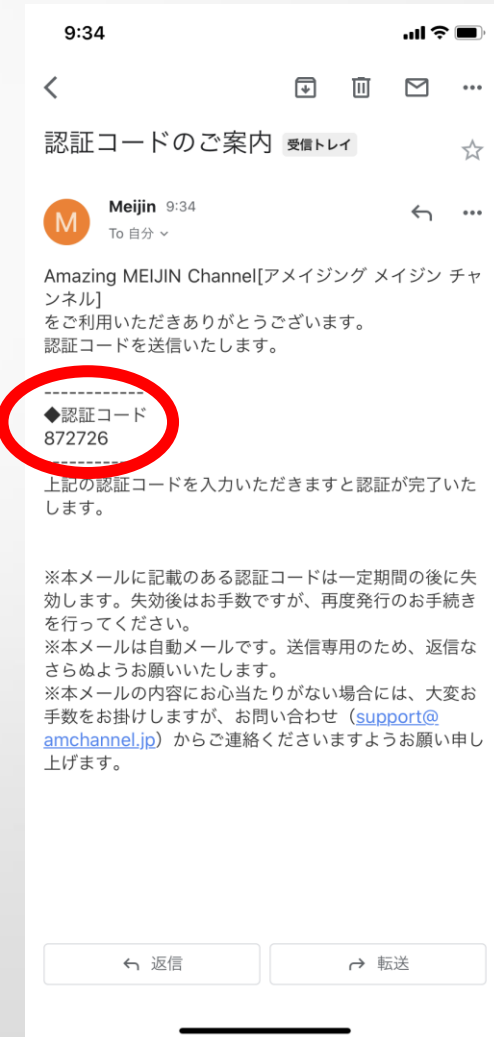 9:34
認証コードのご案内 受信トレイ
M
Meijin 9:34
To 自分
Amazing MEIJIN Channel[アメイジング メイジン チャ
ンネル]
をご利用いただきありがとうございます。
認証コードを送信いたします。
------------
◆認証コード
872726
------------
上記の認証コードを入力いただきますと認証が完了いた
します。
※本メールに記載のある認証コードは一定期間の後に失
効します。失効後はお手数ですが、再度発行のお手続き
を行ってください。
※本メールは自動メールです。送信専用のため、返信な
さらぬようお願いいたします。
※本メールの内容にお心当たりがない場合には、大変お
手数をお掛けしますが、お問い合わせ（support@
amchannel.jp）からご連絡くださいますようお願い申し
上げます。
返信
転送